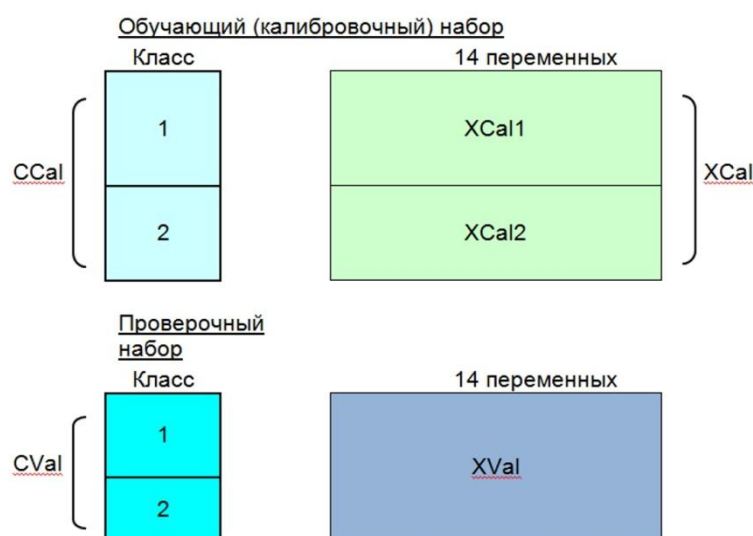 Обучающий (калибровочный) набор
Класс
14 переменных
1
XCal1
CCal
XCal
2
XCal2
Проверочный
набор
Класс
14 переменных
1
CVal
XVal
2